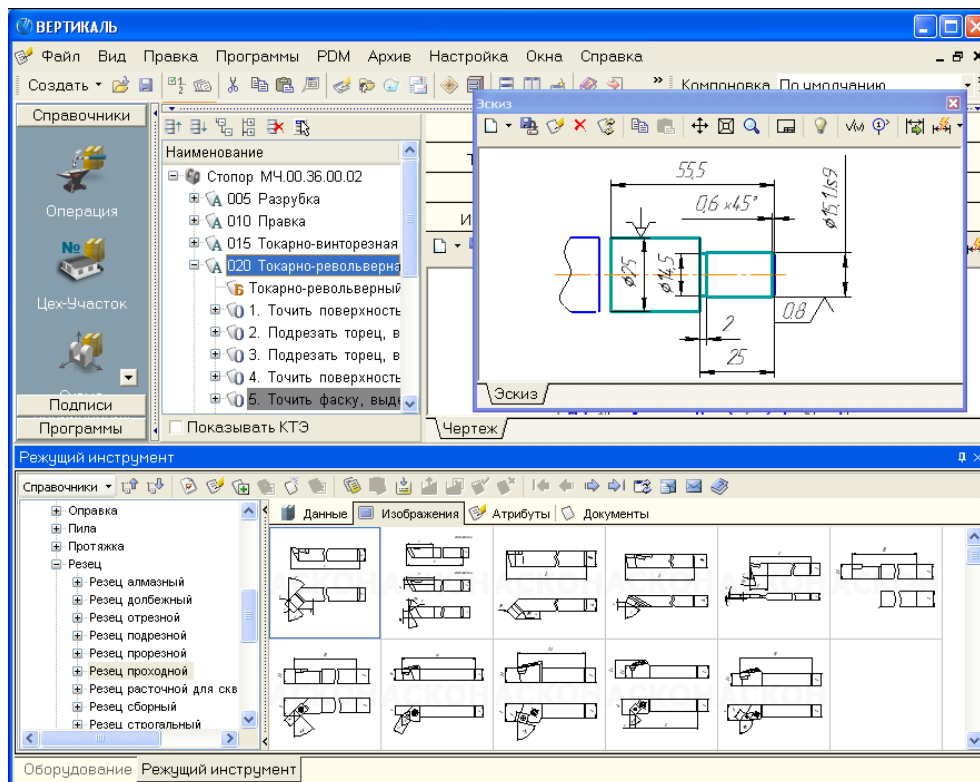 ВЕРТИКАЛЬ
Файл Вид Правка Программы PDM Архив Настройка Окна Справка
Создать » Компоновка По умолчанию
Справочники
Операция
Цех-Участок
Подписи
Программы
Наименование
Стопор МЧ.00.36.00.02
005 Разрубка
010 Правка
015 Токарно-винторезная
020 Токарно-револьверна
Токарно-револьверный
1. Точить поверхность
2. Подрезать торец, в
3. Подрезать торец, в
4. Точить поверхность
5. Точить фаску, выде
Показывать КТЭ
Чертеж
Эскиз
55,5
0,6 x45°
ø15,1js9
ø25
ø14,5
0,8
2
25
Эскиз
Режущий инструмент
Справочники
Оправка
Пила
Протяжка
Резец
Резец алмазный
Резец долбежный
Резец отрезной
Резец подрезной
Резец прорезной
Резец проходной
Резец расточной для скв
Резец сборный
Резец строгальный
Данные Изображения Атрибуты Документы
Оборудование Режущий инструмент